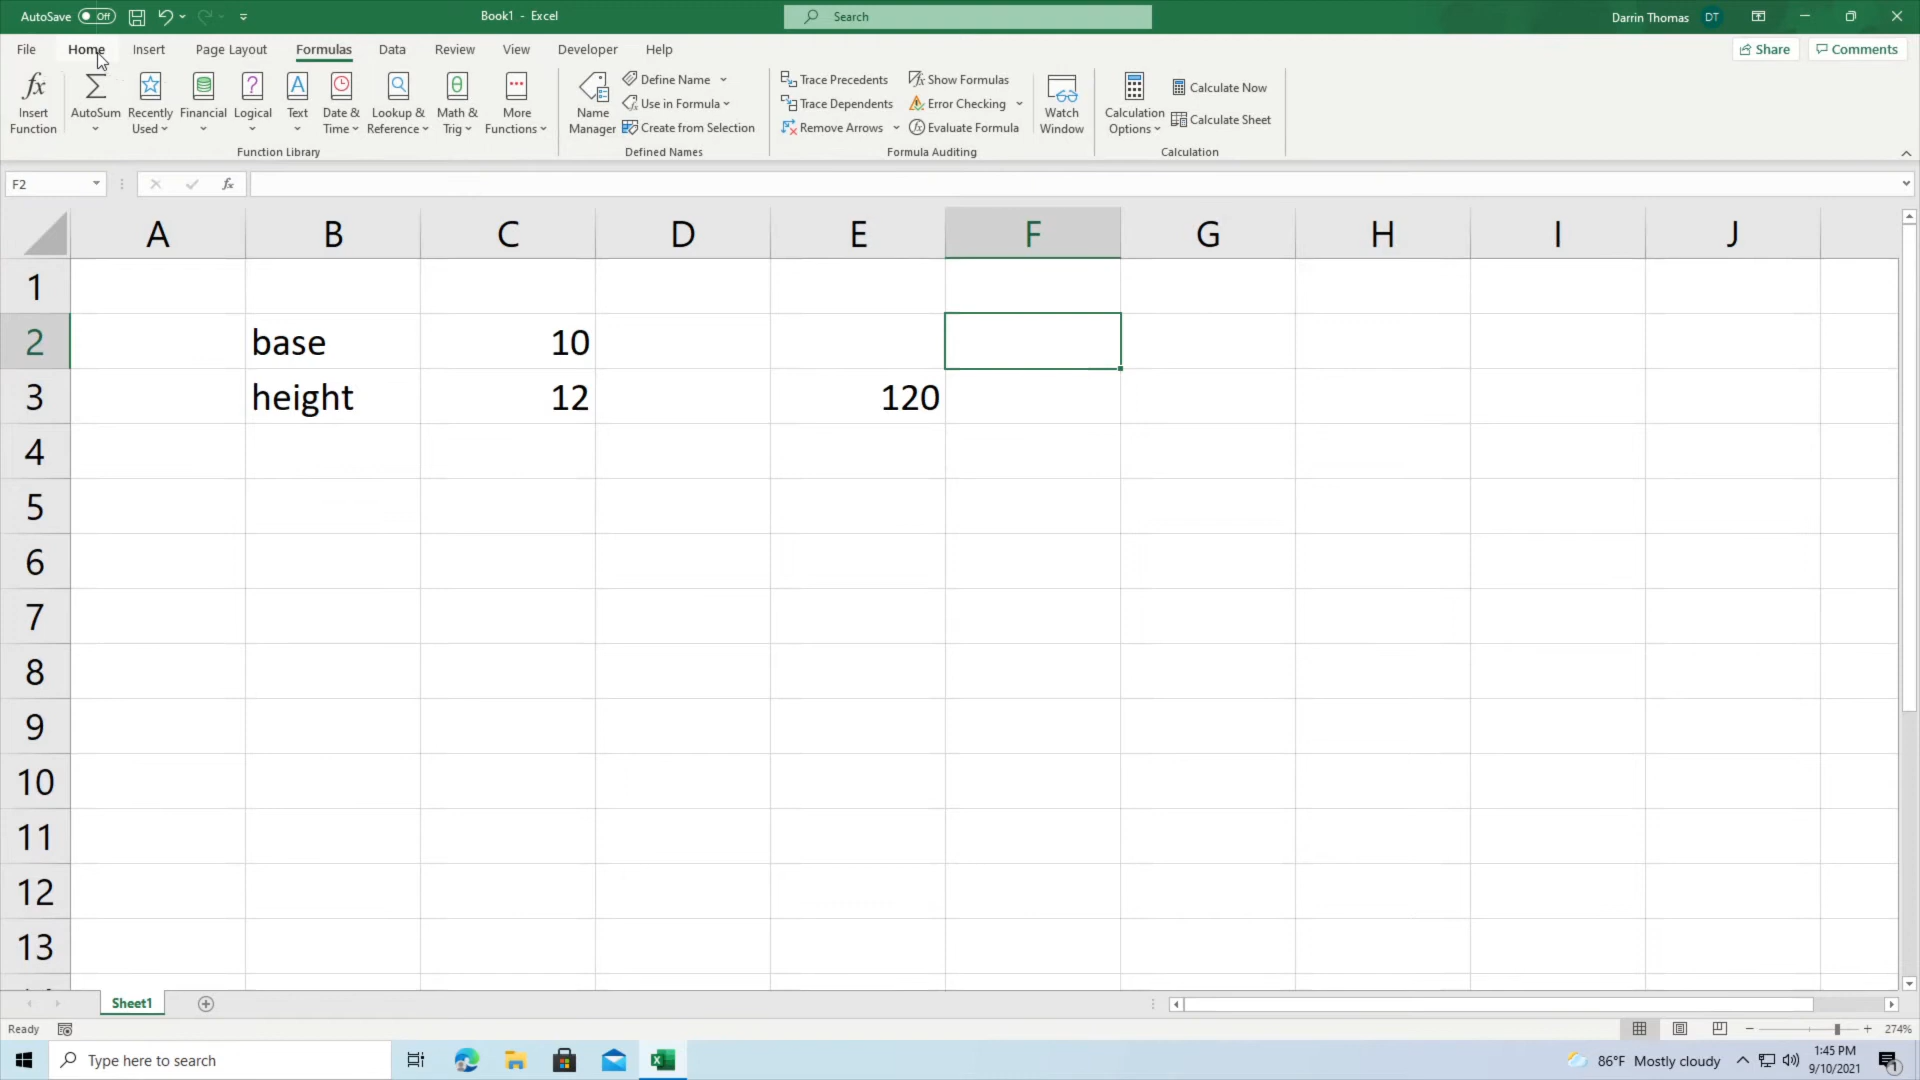 AutoSave Off Book1 - Excel Search Darrin Thomas DT
File Home Insert Page Layout Formulas Data Review View Developer Help Share Comments
Insert Function AutoSum Recently Used Financial Logical Text Date & Time Lookup & Reference Math & Trig More Functions
Function Library
Name Manager Define Name Use in Formula Create from Selection
Defined Names
Trace Precedents Trace Dependents Remove Arrows Show Formulas Error Checking Evaluate Formula
Formula Auditing
Watch Window
Calculation Options Calculate Now Calculate Sheet
Calculation
F2 fx
A B C D E F G H I J
1
2 base 10
3 height 12 120
4
5
6
7
8
9
10
11
12
13
Sheet1
Ready 274%
Type here to search 86°F Mostly cloudy 1:45 PM
9/10/2021 1